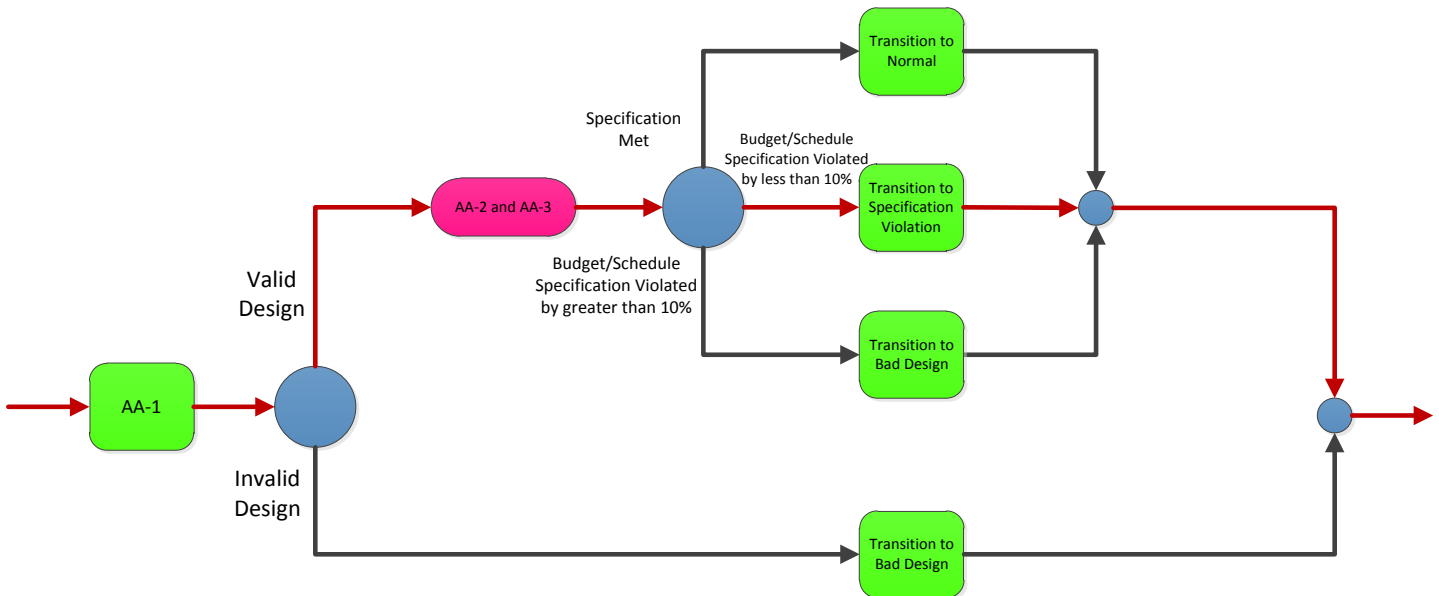 Transition to
Normal
Specification
Met
Budget/Schedule
Specification Violated
by less than 10%
Transition to
Specification
Violation
AA-2 and AA-3
Budget/Schedule
Specification Violated
by greater than 10%
Valid
Design
Transition to
Bad Design
AA-1
Invalid
Design
Transition to
Bad Design